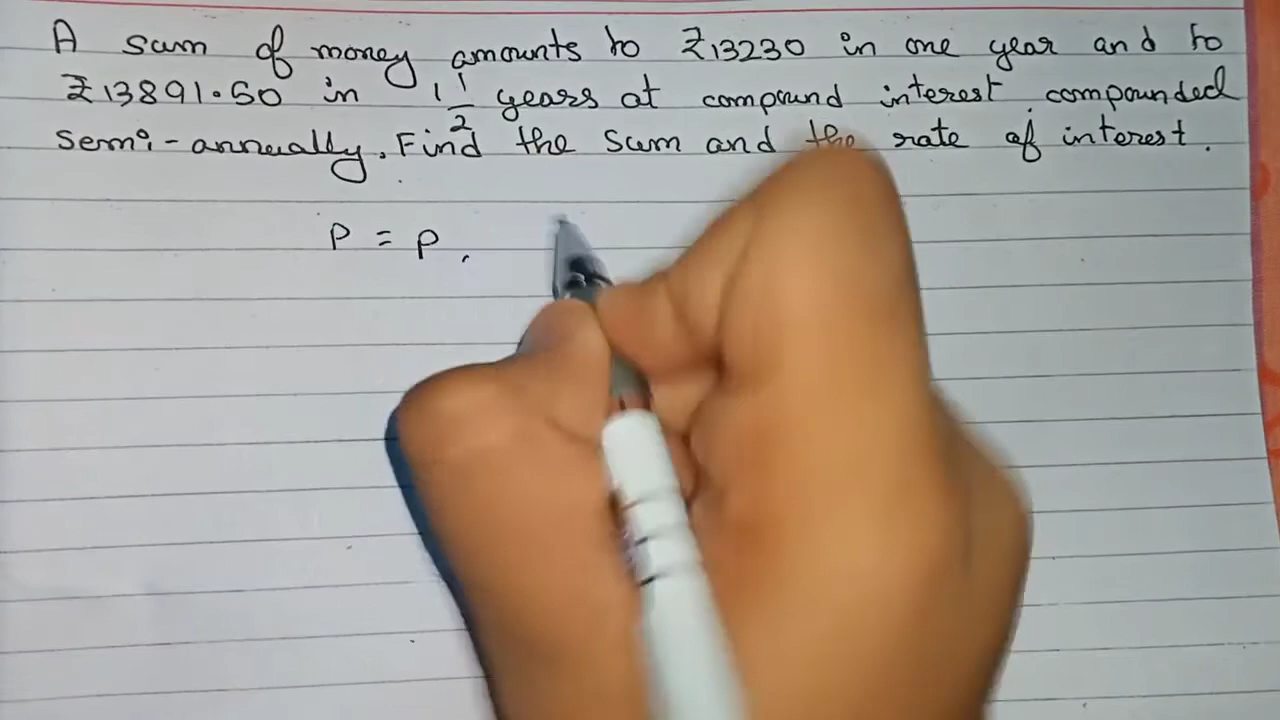 A sum of money amounts to ₹13230 in one year and to
₹13891.50 in 1 1/2 years at compound interest compounded
semi-annually. Find the sum and the rate of interest.
P = P,